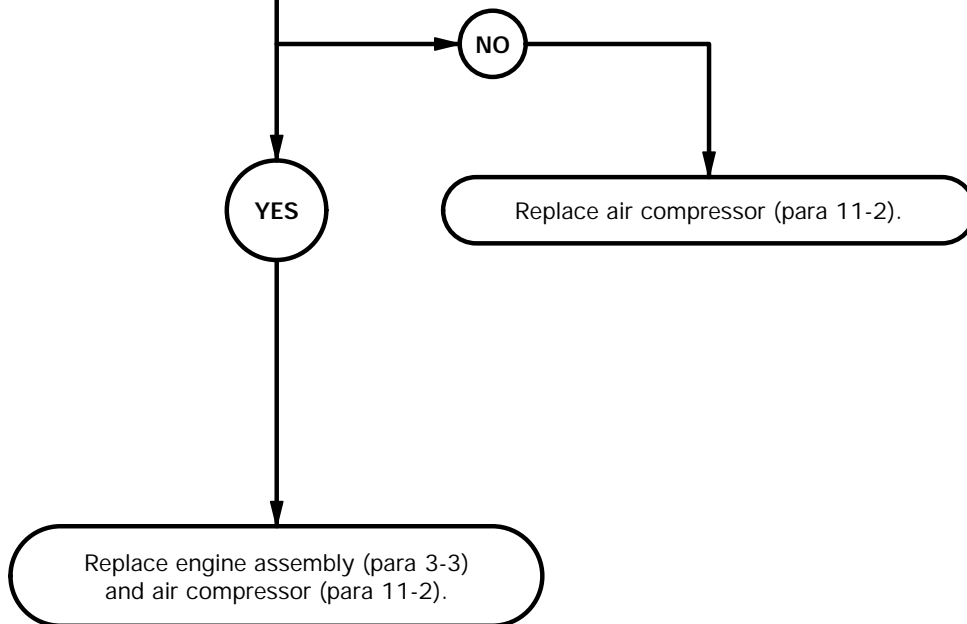 NO
YES
Replace air compressor (para 11-2).
Replace engine assembly (para 3-3)
and air compressor (para 11-2).